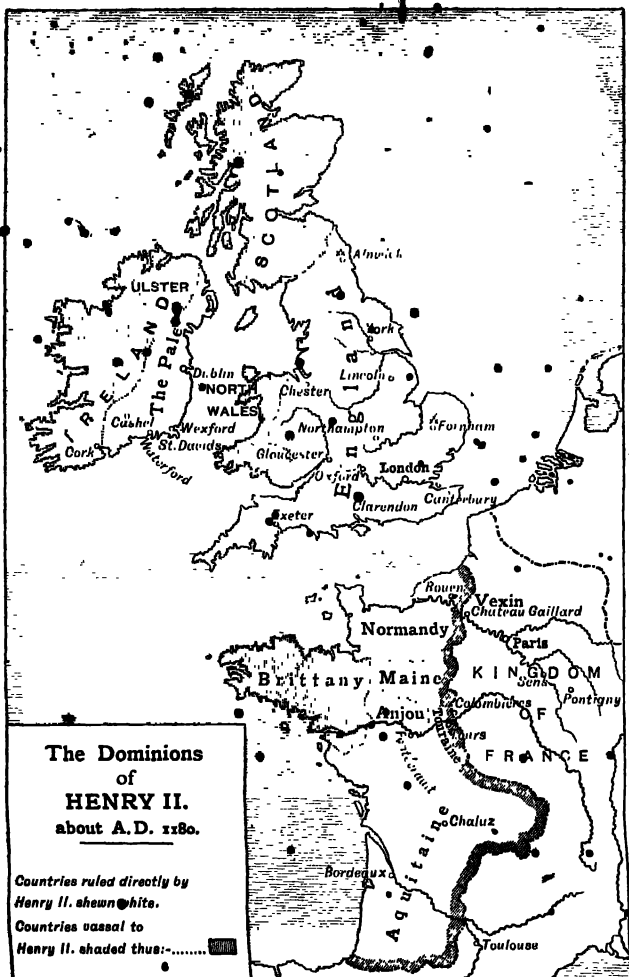 SCOTLAND
Alnwick
ULSTER
IRELAND
The Pale
York
England
Dublin
Lincoln
NORTH
WALES
Chester
Cashel
Wexford
Northampton
Fornham
Cork
St. Davids
Waterford
Gloucester
Oxford
London
Canterbury
Exeter
Clarendon
Rouen
Vexin
Chateau Gaillard
Normandy
Paris
Brittany
Maine
KINGDOM
Sens
Pontigny
Colombieres
OF
Anjou
Touraine
Tours
FRANCE
Chaluz
Aquitaine
Bordeaux
Toulouse
The Dominions
of
HENRY II.
about A.D. 1180.
Countries ruled directly by
Henry II. shewn white.
Countries vassal to
Henry II. shaded thus:-........